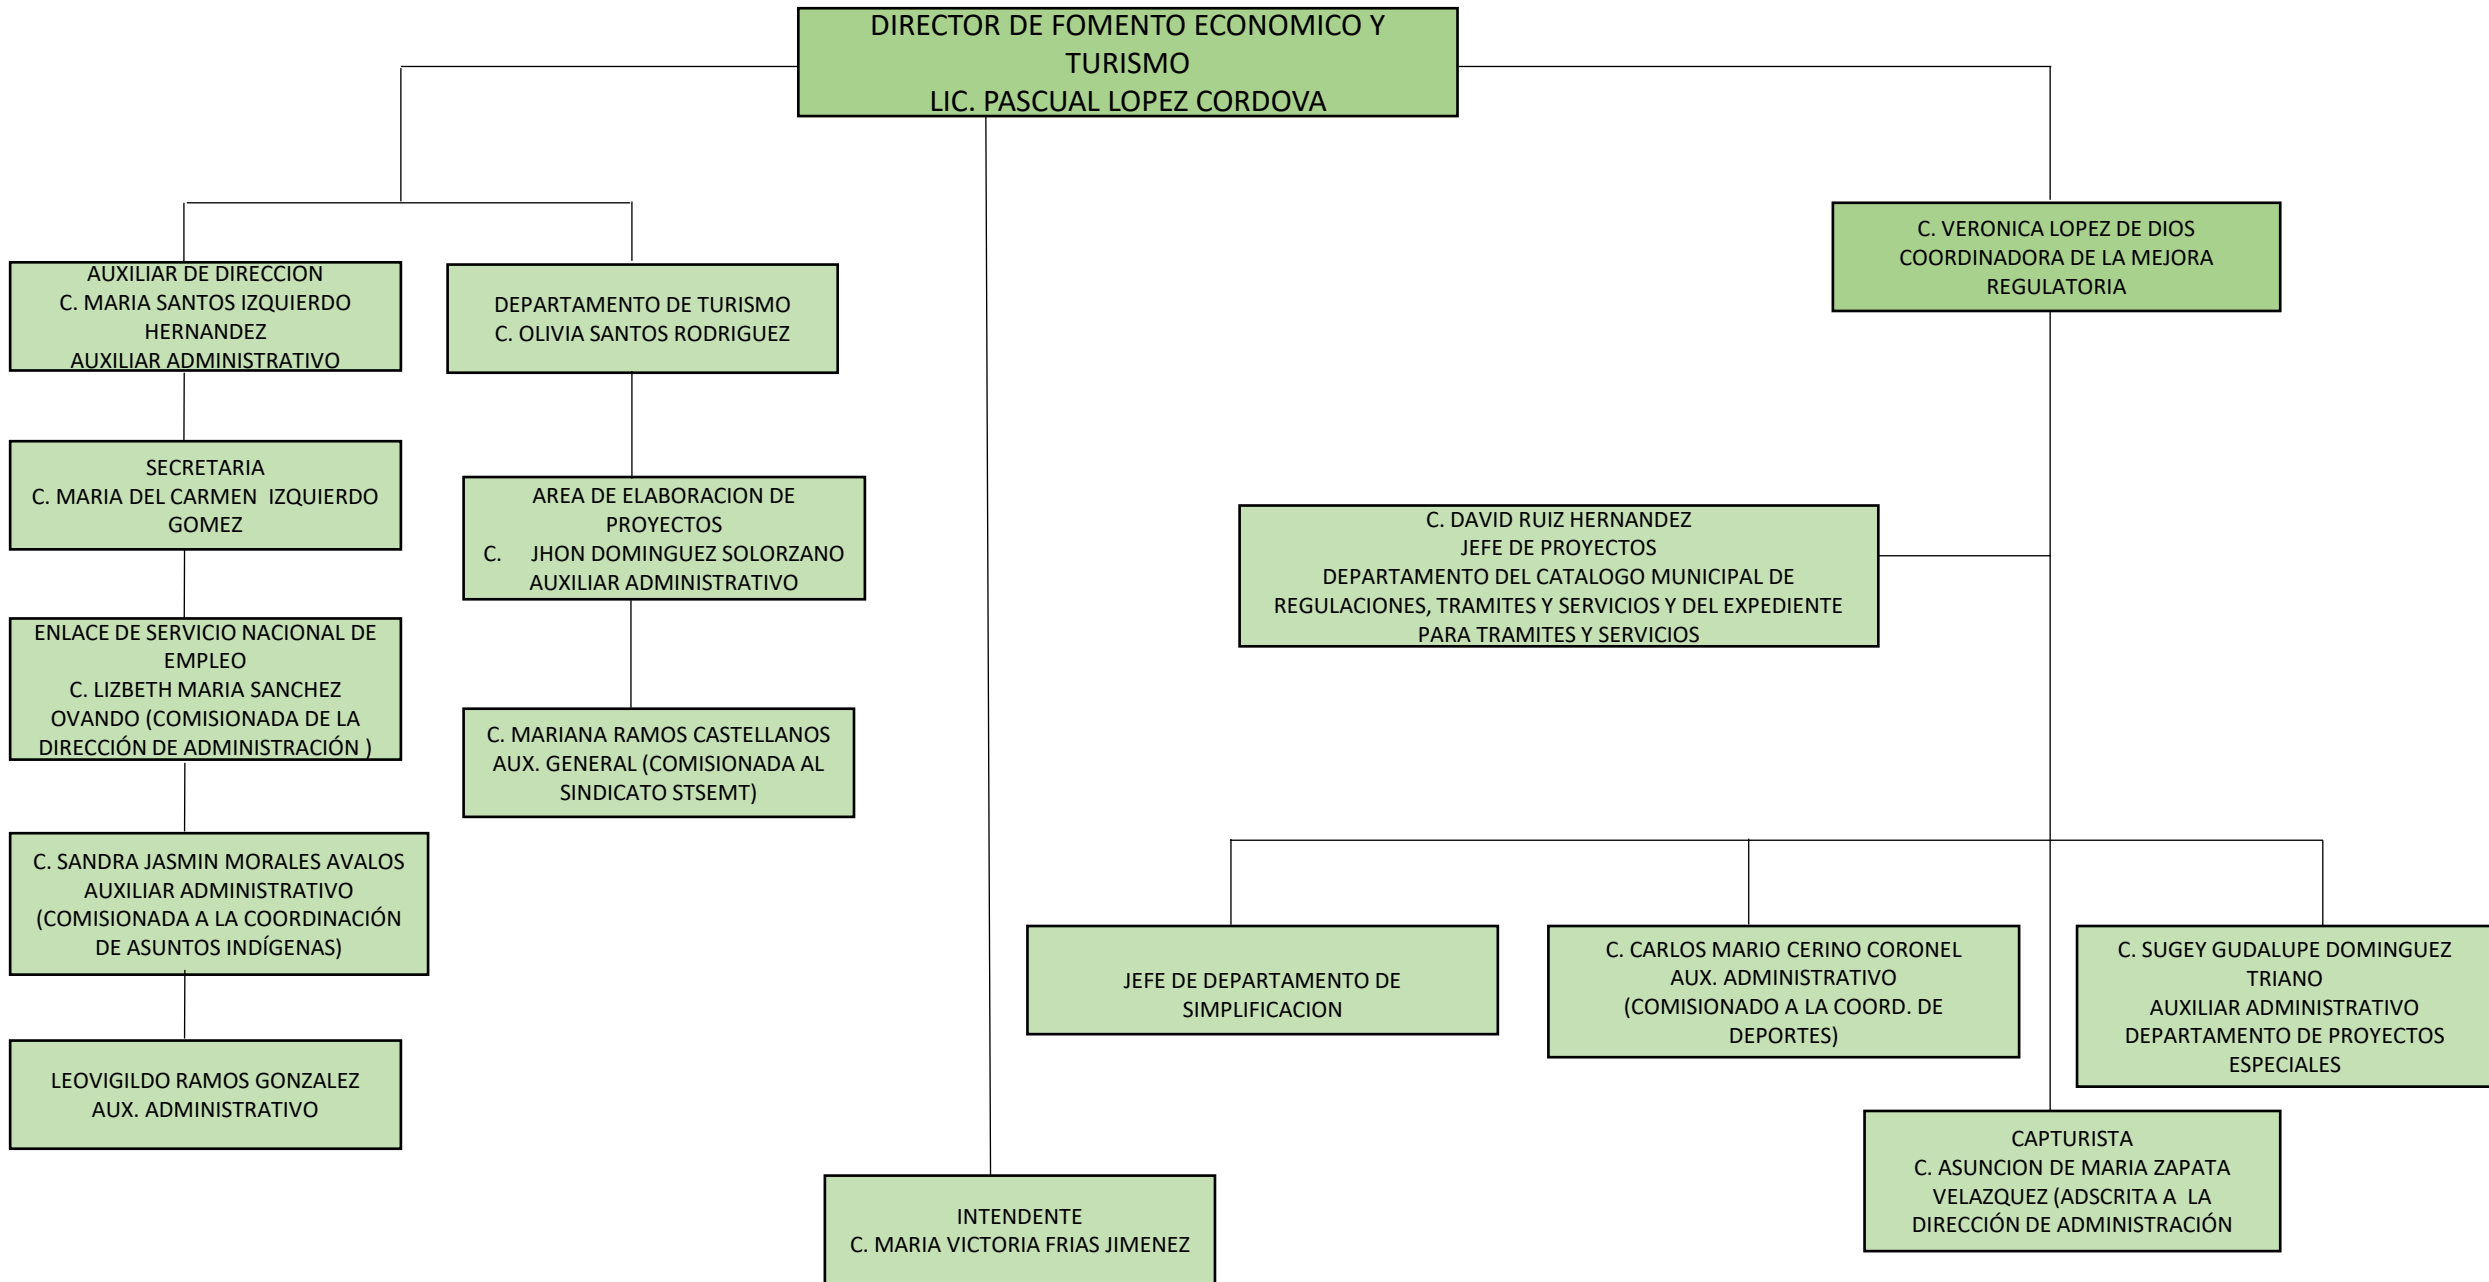 DIRECTOR DE FOMENTO ECONOMICO Y
TURISMO
LIC. PASCUAL LOPEZ CORDOVA
C. VERONICA LOPEZ DE DIOS
COORDINADORA DE LA MEJORA
REGULATORIA
AUXILIAR DE DIRECCION
C. MARIA SANTOS IZQUIERDO
HERNANDEZ
AUXILIAR ADMINISTRATIVO
DEPARTAMENTO DE TURISMO
C. OLIVIA SANTOS RODRIGUEZ
SECRETARIA
C. MARIA DEL CARMEN  IZQUIERDO
GOMEZ
AREA DE ELABORACION DE
PROYECTOS
C.    JHON DOMINGUEZ SOLORZANO
AUXILIAR ADMINISTRATIVO
C. DAVID RUIZ HERNANDEZ
JEFE DE PROYECTOS
DEPARTAMENTO DEL CATALOGO MUNICIPAL DE
REGULACIONES, TRAMITES Y SERVICIOS Y DEL EXPEDIENTE
PARA TRAMITES Y SERVICIOS
ENLACE DE SERVICIO NACIONAL DE
EMPLEO
C. LIZBETH MARIA SANCHEZ
OVANDO (COMISIONADA DE LA
DIRECCIÓN DE ADMINISTRACIÓN )
C. MARIANA RAMOS CASTELLANOS
AUX. GENERAL (COMISIONADA AL
SINDICATO STSEMT)
C. SANDRA JASMIN MORALES AVALOS
AUXILIAR ADMINISTRATIVO
(COMISIONADA A LA COORDINACIÓN
DE ASUNTOS INDÍGENAS)
JEFE DE DEPARTAMENTO DE
SIMPLIFICACION
C. CARLOS MARIO CERINO CORONEL
AUX. ADMINISTRATIVO
(COMISIONADO A LA COORD. DE
DEPORTES)
C. SUGEY GUDALUPE DOMINGUEZ
TRIANO
AUXILIAR ADMINISTRATIVO
DEPARTAMENTO DE PROYECTOS
ESPECIALES
LEOVIGILDO RAMOS GONZALEZ
AUX. ADMINISTRATIVO
CAPTURISTA
C. ASUNCION DE MARIA ZAPATA
VELAZQUEZ (ADSCRITA A  LA
DIRECCIÓN DE ADMINISTRACIÓN
INTENDENTE
C. MARIA VICTORIA FRIAS JIMENEZ